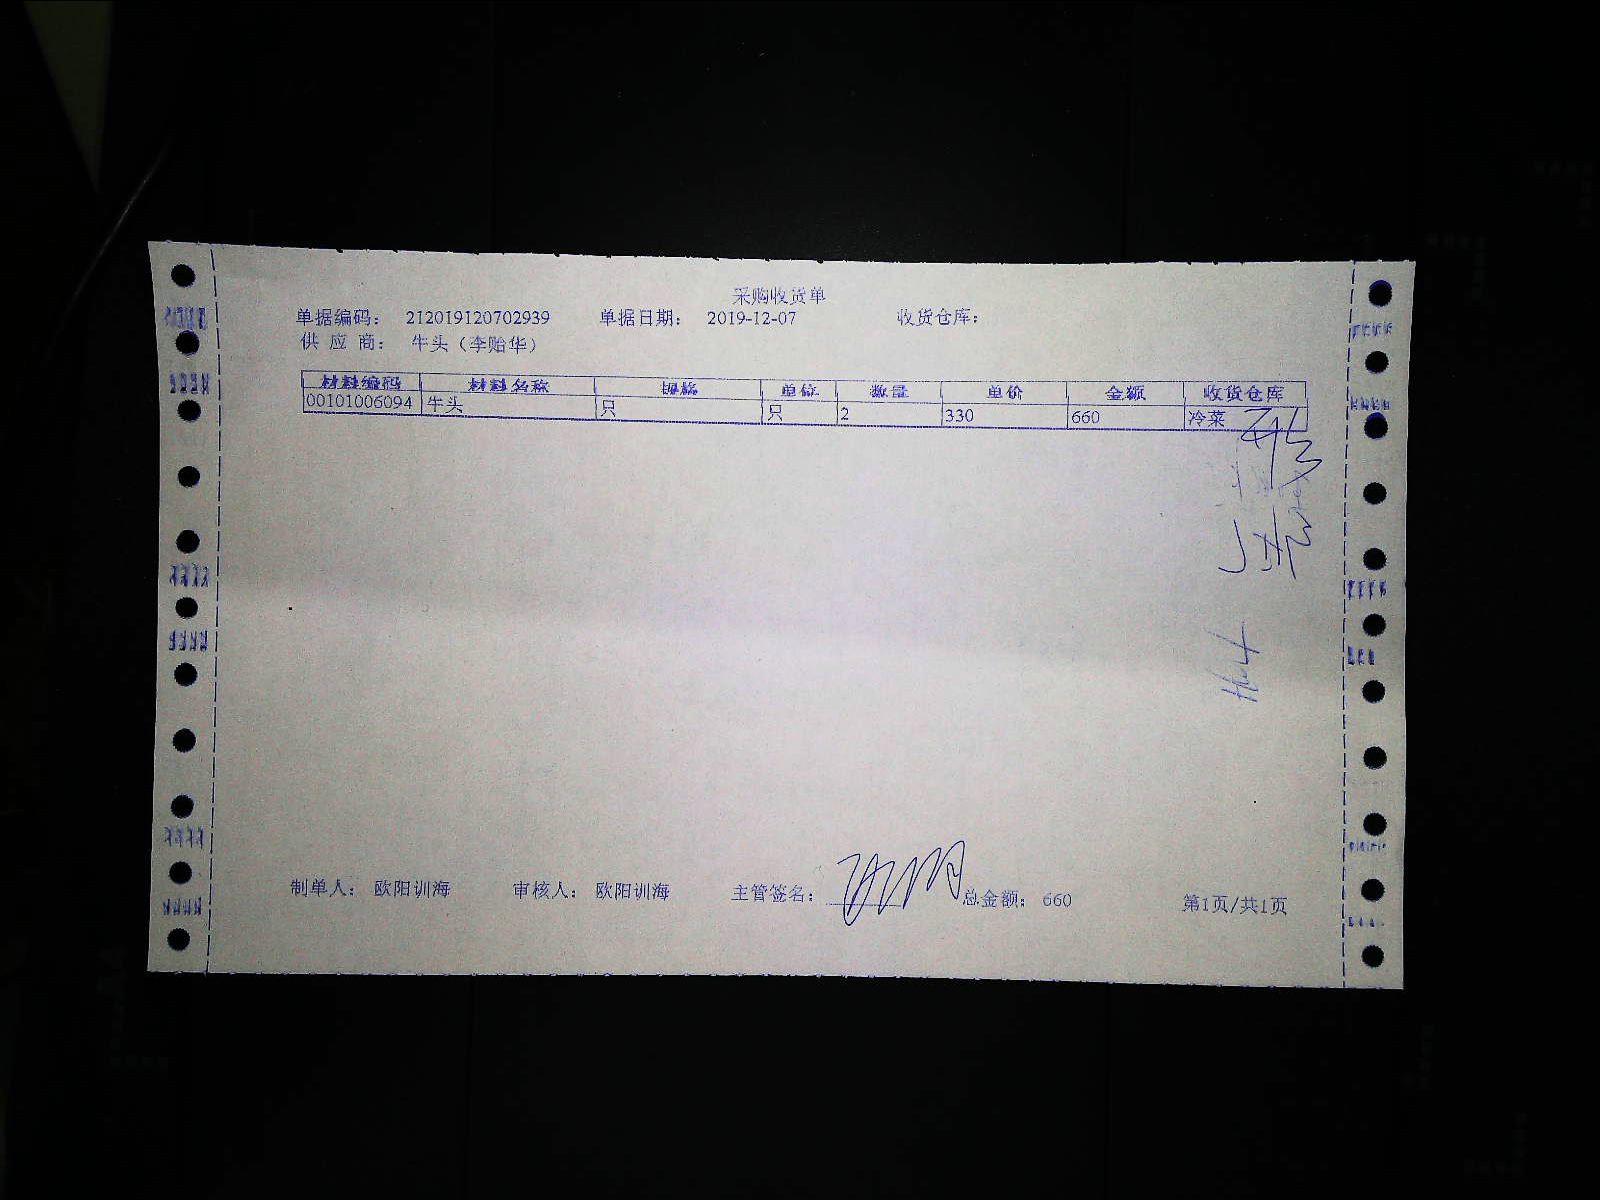 采购收货单
单据编码： 212019120702939 单据日期： 2019-12-07 收货仓库：
供 应 商： 牛头（李贻华）
材料编码 材料名称 规格 单位 数量 单价 金额 收货仓库
00101006094 牛头 只 只 2 330 660 冷菜
制单人： 欧阳训海 审核人： 欧阳训海 主管签名： 总金额： 660 第1页/共1页